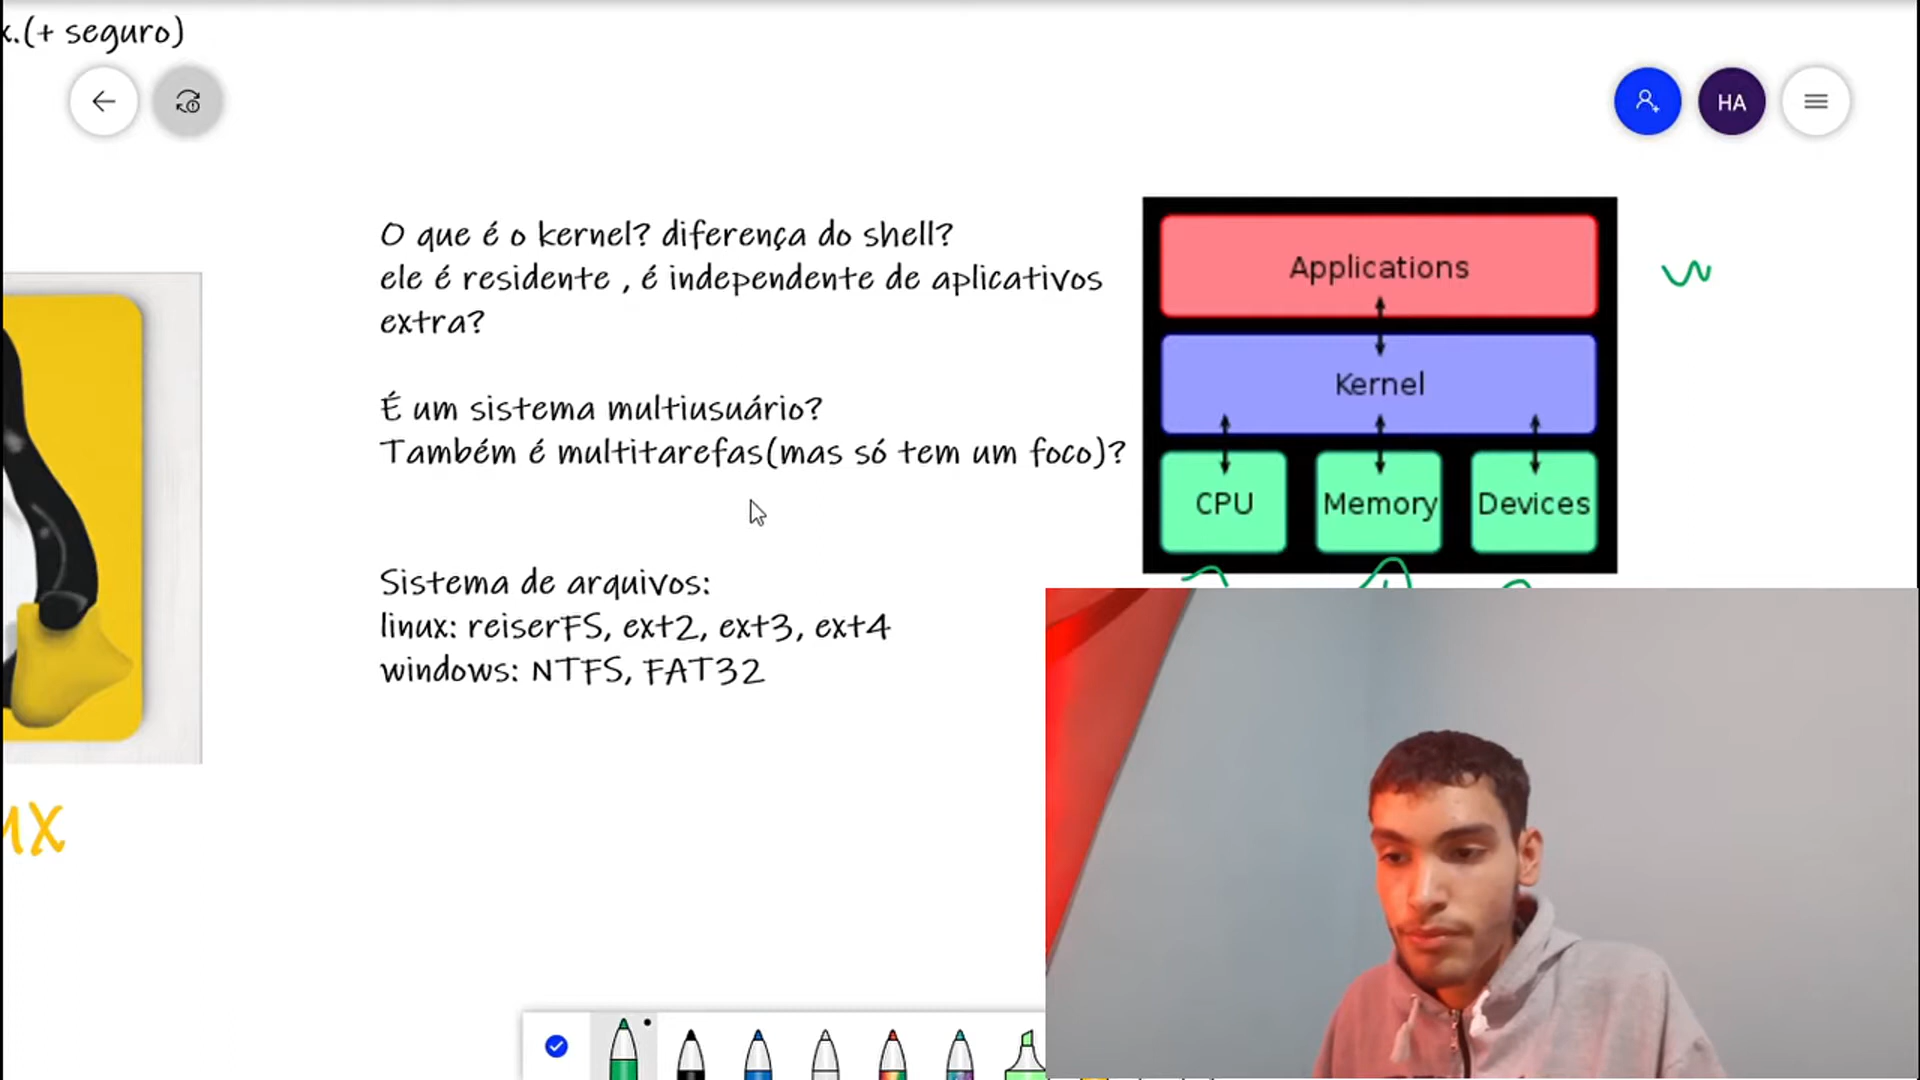 x.(+ seguro)
HA
O que é o kernel? diferença do shell?
ele é residente , é independente de aplicativos
extra?
É um sistema multiusuário?
Também é multitarefas(mas só tem um foco)?
Sistema de arquivos:
linux: reiserFS, ext2, ext3, ext4
windows: NTFS, FAT32
Applications
Kernel
CPU
Memory
Devices